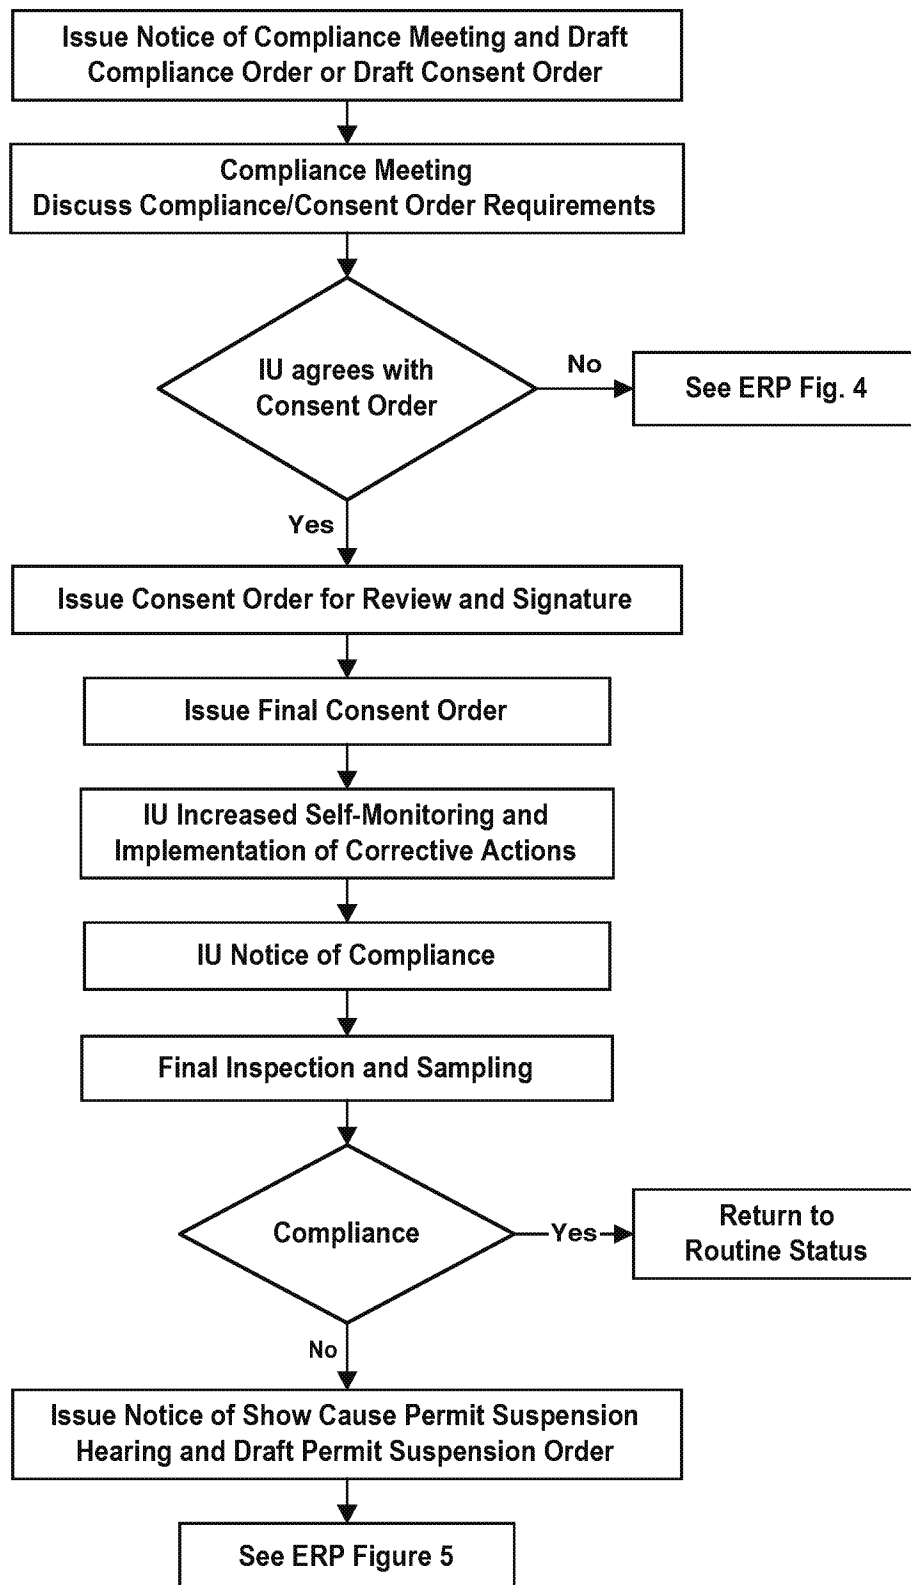 Issue Notice of Compliance Meeting and Draft
Compliance Order or Draft Consent Order
Compliance Meeting
Discuss Compliance/Consent Order Requirements
IU agrees with
Consent Order
No
See ERP Fig. 4
Yes
Issue Consent Order for Review and Signature
Issue Final Consent Order
IU Increased Self-Monitoring and
Implementation of Corrective Actions
IU Notice of Compliance
Final Inspection and Sampling
Compliance
Yes
Return to
Routine Status
No
Issue Notice of Show Cause Permit Suspension
Hearing and Draft Permit Suspension Order
See ERP Figure 5